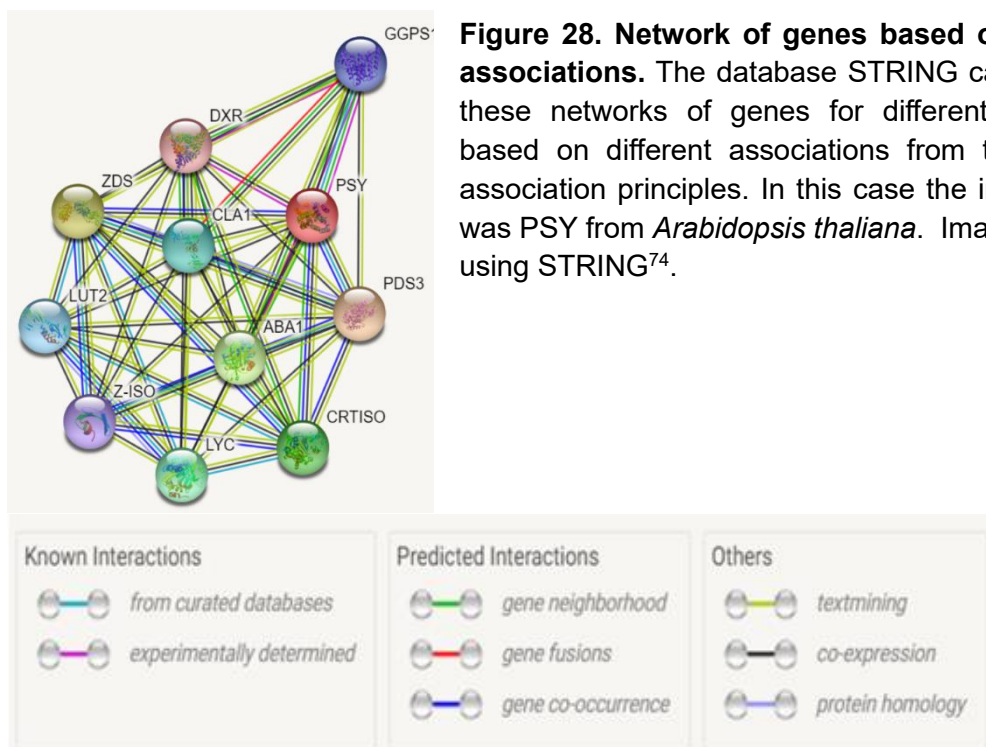 GGPS1
DXR
ZDS
PSY
CLA1
PDS3
LUT2
ABA1
Z-ISO
CRTISO
LYC
Figure 28. Network of genes based
associations. The database STRING
these networks of genes for different
based on different associations from
association principles. In this case the
was PSY from Arabidopsis thaliana.
using STRING74.
Known Interactions
from curated databases
experimentally determined
Predicted Interactions
gene neighborhood
gene fusions
gene co-occurrence
Others
textmining
co-expression
protein homology